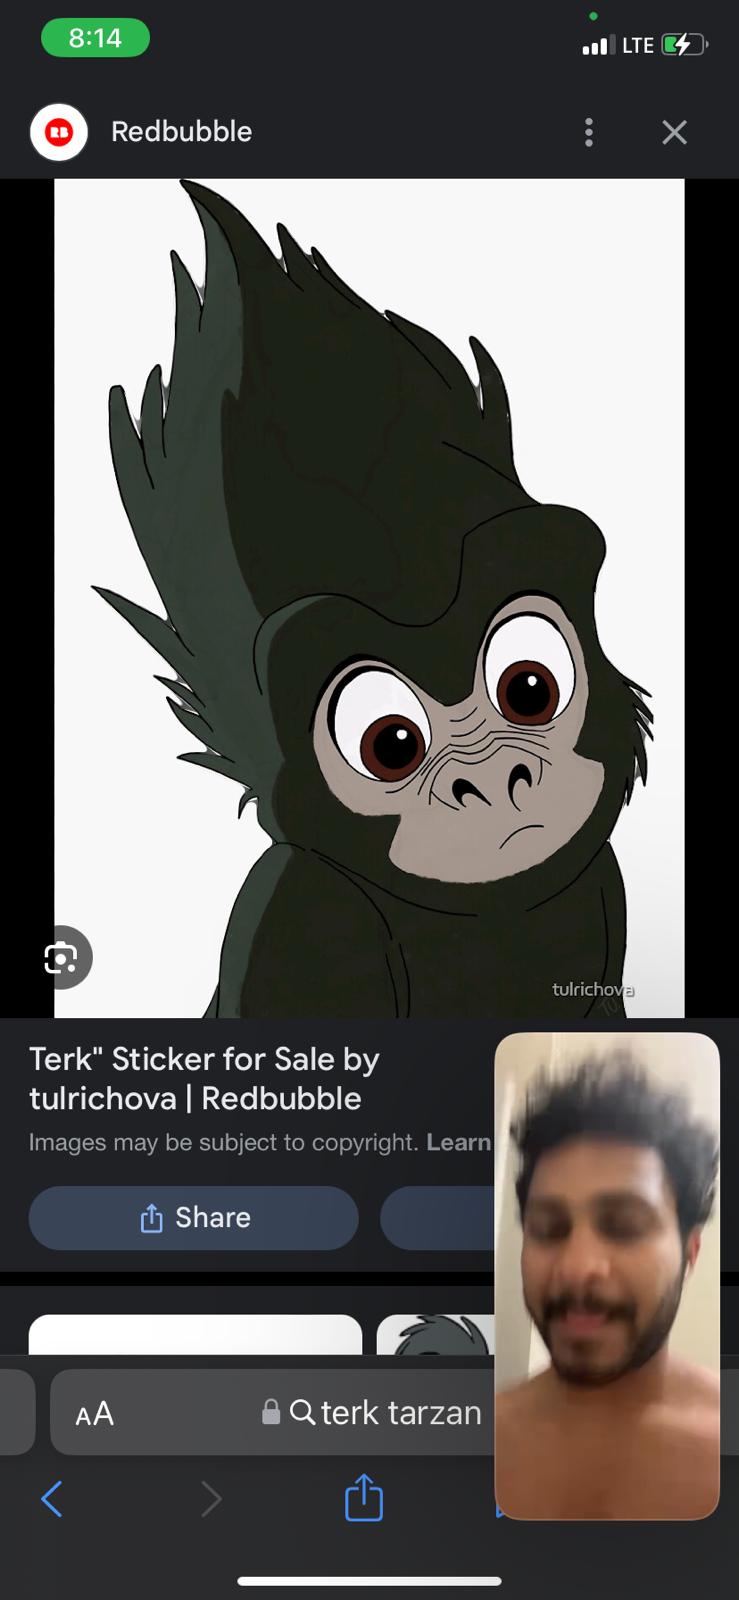 8:14
LTE
RB
Redbubble
tulrichova
Terk" Sticker for Sale by
tulrichova | Redbubble
Images may be subject to copyright. Learn
Share
AA
terk tarzan